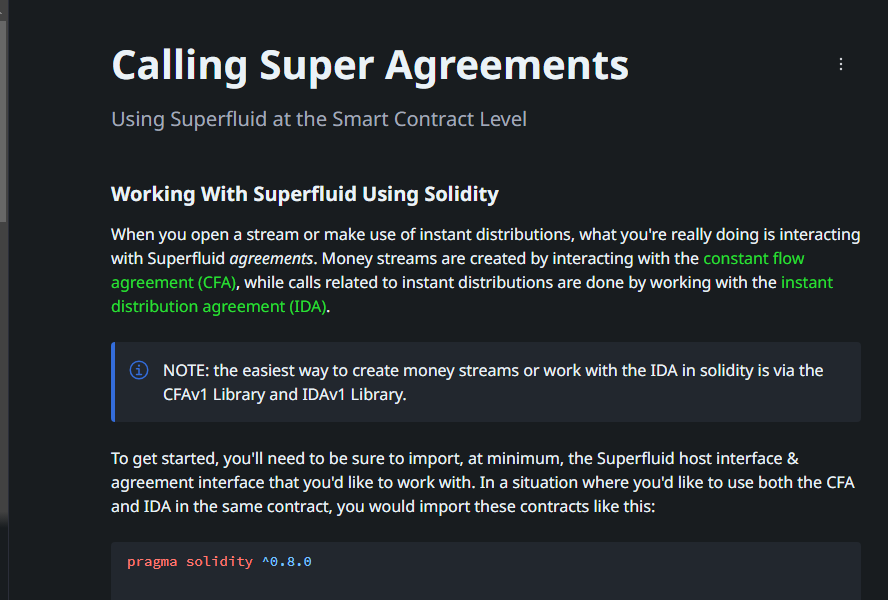 Calling Super Agreements
Using Superfluid at the Smart Contract Level
Working With Superfluid Using Solidity
When you open a stream or make use of instant distributions, what you're really doing is interacting
with Superfluid agreements. Money streams are created by interacting with the constant flow
agreement (CFA), while calls related to instant distributions are done by working with the instant
distribution agreement (IDA).
NOTE: the easiest way to create money streams or work with the IDA in solidity is via the
CFAv1 Library and IDAv1 Library.
To get started, you'll need to be sure to import, at minimum, the Superfluid host interface &
agreement interface that you'd like to work with. In a situation where you'd like to use both the CFA
and IDA in the same contract, you would import these contracts like this:
pragma solidity ^0.8.0